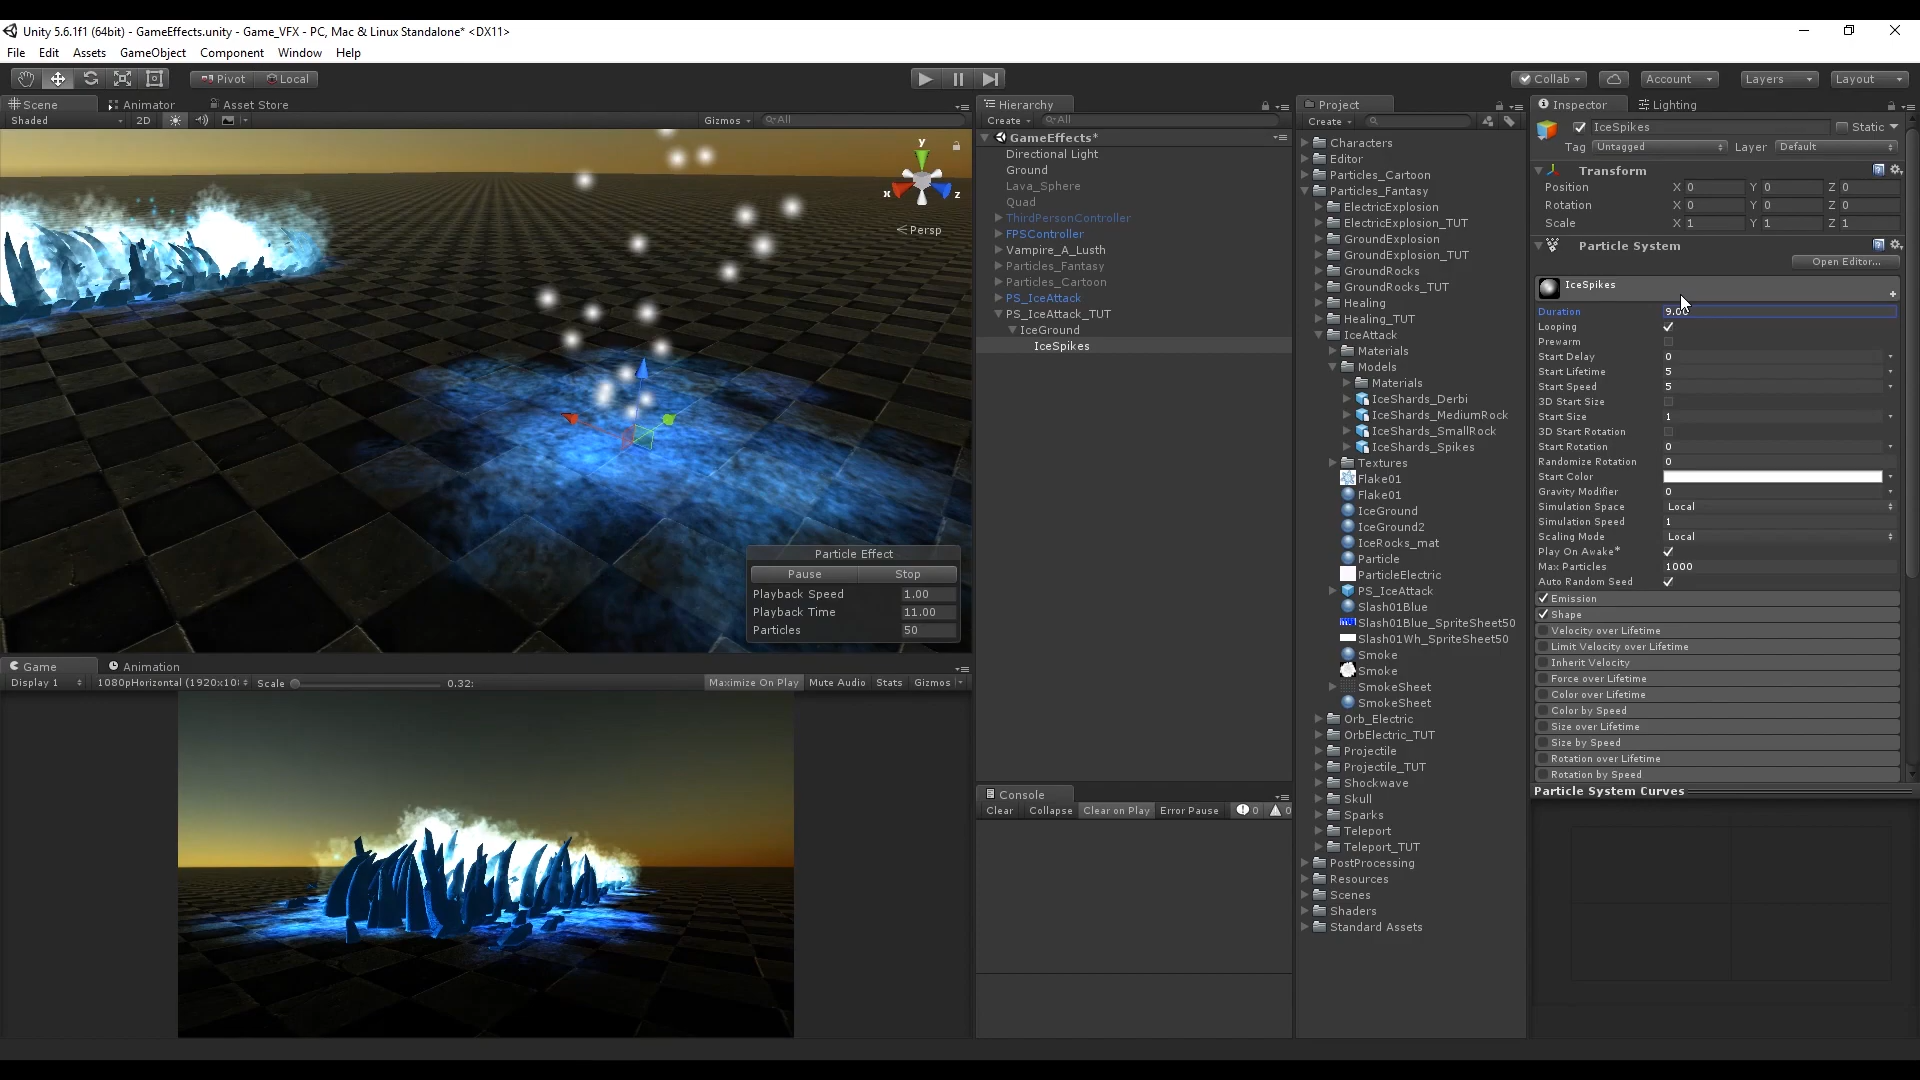 Unity 5.6.1f1 (64bit) - GameEffects.unity - Game_VFX - PC, Mac & Linux Standalone* <DX11>
File Edit Assets GameObject Component Window Help
Pivot Local Collab Account Layers Layout
Scene Animator Asset Store
Shaded 2D Gizmos All
y
x z
Persp
Particle Effect
Pause Stop
Playback Speed 1.00
Playback Time 11.00
Particles 50
Game Animation
Display 1 Scale 0.32: Maximize On Play Mute Audio Stats Gizmos
Hierarchy
Create All
GameEffects*
Directional Light
Ground
Lava_Sphere
Quad
ThirdPersonController
FPSController
Vampire_A_Lusth
Particles_Fantasy
Particles_Cartoon
PS_IceAttack
PS_IceAttack_TUT
IceGround
IceSpikes
Console
Clear Collapse Clear on Play Error Pause 0 0
Project
Create
Characters
Editor
Particles_Cartoon
Particles_Fantasy
ElectricExplosion
ElectricExplosion_TUT
GroundExplosion
GroundExplosion_TUT
GroundRocks
GroundRocks_TUT
Healing
Healing_TUT
IceAttack
Materials
Models
Materials
IceShards_Derbi
IceShards_MediumRock
IceShards_SmallRock
IceShards_Spikes
Textures
Flake01
Flake01
IceGround
IceGround2
IceRocks_mat
Particle
ParticleElectric
PS_IceAttack
Slash01Blue
Slash01Blue_SpriteSheet50
Slash01Wh_SpriteSheet50
Smoke
Smoke
SmokeSheet
SmokeSheet
Orb_Electric
OrbElectric_TUT
Projectile
Projectile_TUT
Shockwave
Skull
Sparks
Teleport
Teleport_TUT
PostProcessing
Resources
Scenes
Shaders
Standard Assets
Inspector Lighting
IceSpikes Static
Tag Untagged Layer Default
Transform
Position X 0 Y 0 Z 0
Rotation X 0 Y 0 Z 0
Scale X 1 Y 1 Z 1
Particle System
Open Editor...
IceSpikes
Duration 9.00
Looping
Prewarm
Start Delay 0
Start Lifetime 5
Start Speed 5
3D Start Size
Start Size 1
3D Start Rotation
Start Rotation 0
Randomize Rotation 0
Start Color
Gravity Modifier 0
Simulation Space Local
Simulation Speed 1
Scaling Mode Local
Play On Awake*
Max Particles 1000
Auto Random Seed
Emission
Shape
Velocity over Lifetime
Limit Velocity over Lifetime
Inherit Velocity
Force over Lifetime
Color over Lifetime
Color by Speed
Size over Lifetime
Size by Speed
Rotation over Lifetime
Rotation by Speed
Particle System Curves